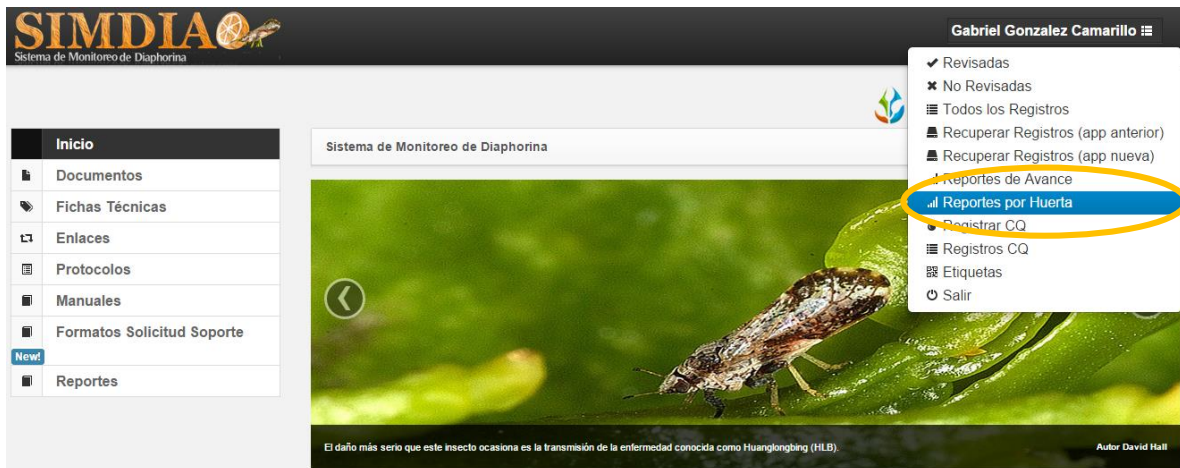 SIMDIA
Sistema de Monitoreo de Diaphorina
Gabriel Gonzalez Camarillo
Revisadas
No Revisadas
Todos los Registros
Recuperar Registros (app anterior)
Recuperar Registros (app nueva)
Reportes de Avance
Reportes por Huerta
Registrar CQ
Registros CQ
Etiquetas
Salir
Inicio
Documentos
Fichas Técnicas
Enlaces
Protocolos
Manuales
Formatos Solicitud Soporte
New!
Reportes
Sistema de Monitoreo de Diaphorina
El daño más serio que este insecto ocasiona es la transmisión de la enfermedad conocida como Huanglongbing (HLB).
Autor David Hall